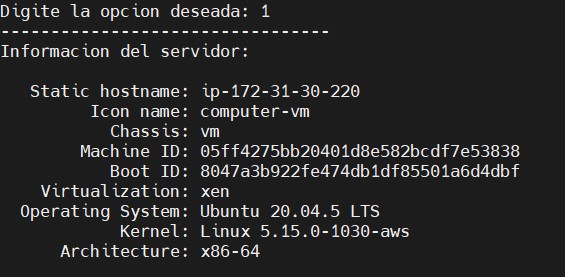 Digite la opcion deseada: 1
---------------------------------
Informacion del servidor:
Static hostname: ip-172-31-30-220
Icon name: computer-vm
Chassis: vm
Machine ID: 05ff4275bb20401d8e582bcdf7e53838
Boot ID: 8047a3b922fe474db1df85501a6d4dbf
Virtualization: xen
Operating System: Ubuntu 20.04.5 LTS
Kernel: Linux 5.15.0-1030-aws
Architecture: x86-64